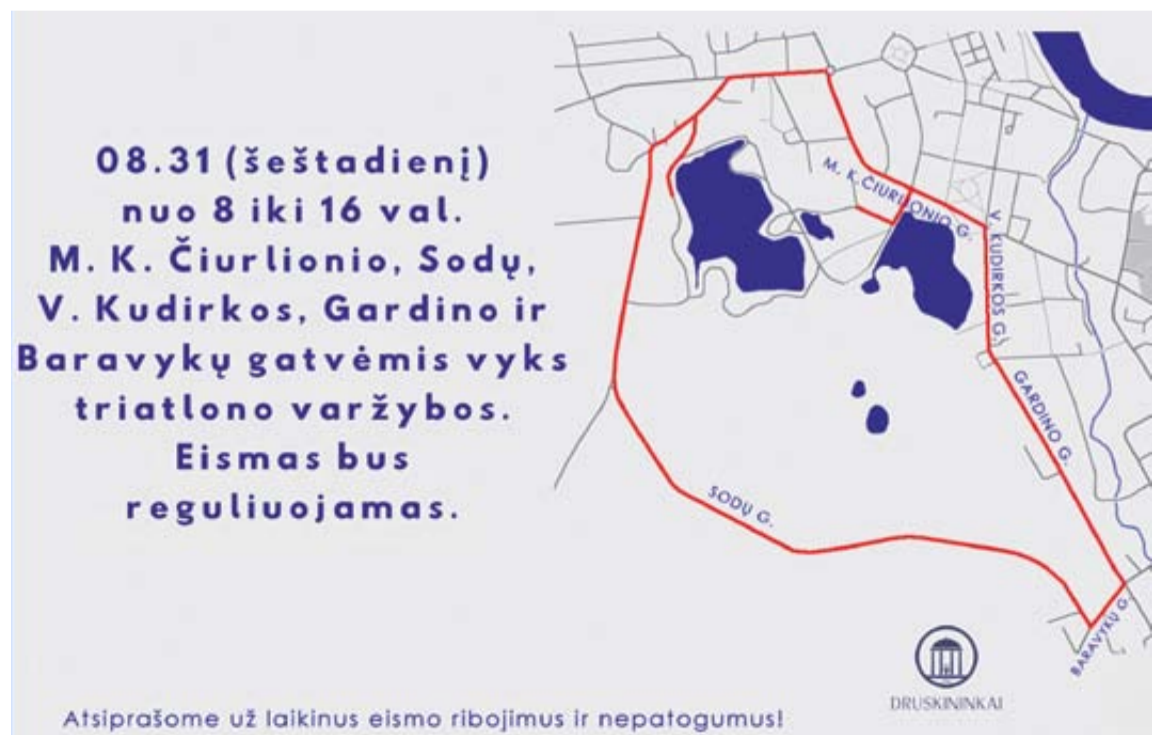 08.31 (šeštadienį)
nuo 8 iki 16 val.
M. K. Čiurlionio, Sodų,
V. Kudirkos, Gardino ir
Baravykų gatvėmis vyks
triatlono varžybos.
Eismas bus
reguliuojamas.
M. K. ČIURLIONIO G.
V. KUDIRKOS G.
GARDINO G.
SODŲ G.
BARAVYKŲ G.
DRUSKININKAI
Atsiprašome už laikinus eismo ribojimus ir nepatogumus!